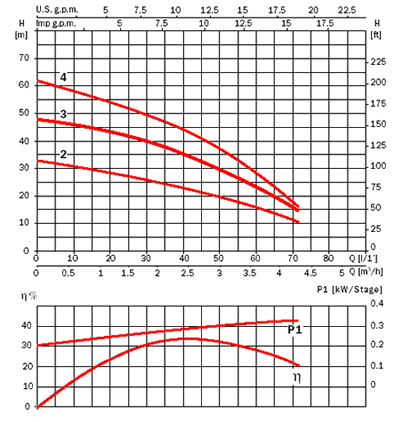 U.S. g.p.m. 5 7.5 10 12.5 15 17.5 20 22.5
H Imp g.p.m. 5 7.5 10 12.5 15 17.5 H
[m] [ft]
70
225
60 4 200
175
50
3 150
40
125
30 2 100
20 75
50
10
25
0 0
0 10 20 30 40 50 60 70 80 Q [l/1']
0 0.5 1 1.5 2 2.5 3 3.5 4 4.5 5 Q [m³/h]
η % P1 [kW/Stage]
0.4
40 0.3
P1
30 0.2
20 η 0.1
10 0
0